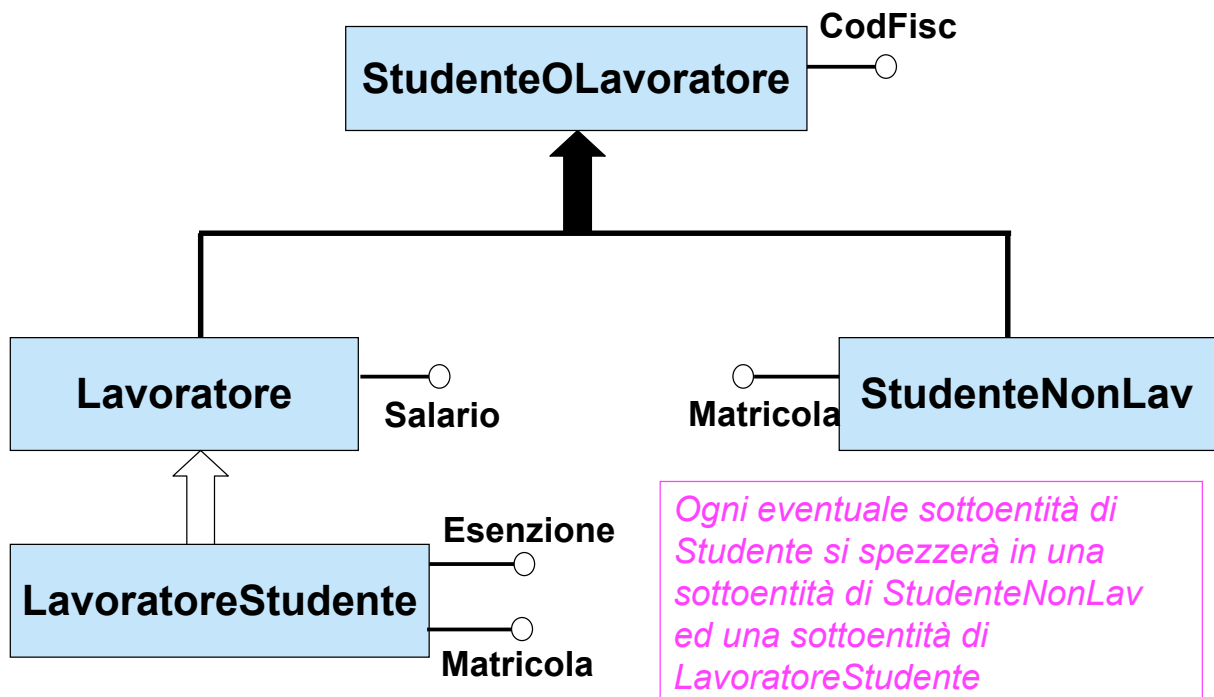 CodFisc
StudenteOLavoratore
Lavoratore
Salario
Matricola
StudenteNonLav
Esenzione
LavoratoreStudente
Matricola
Ogni eventuale sottoentità di
Studente si spezzerà in una
sottoentità di StudenteNonLav
ed una sottoentità di
LavoratoreStudente